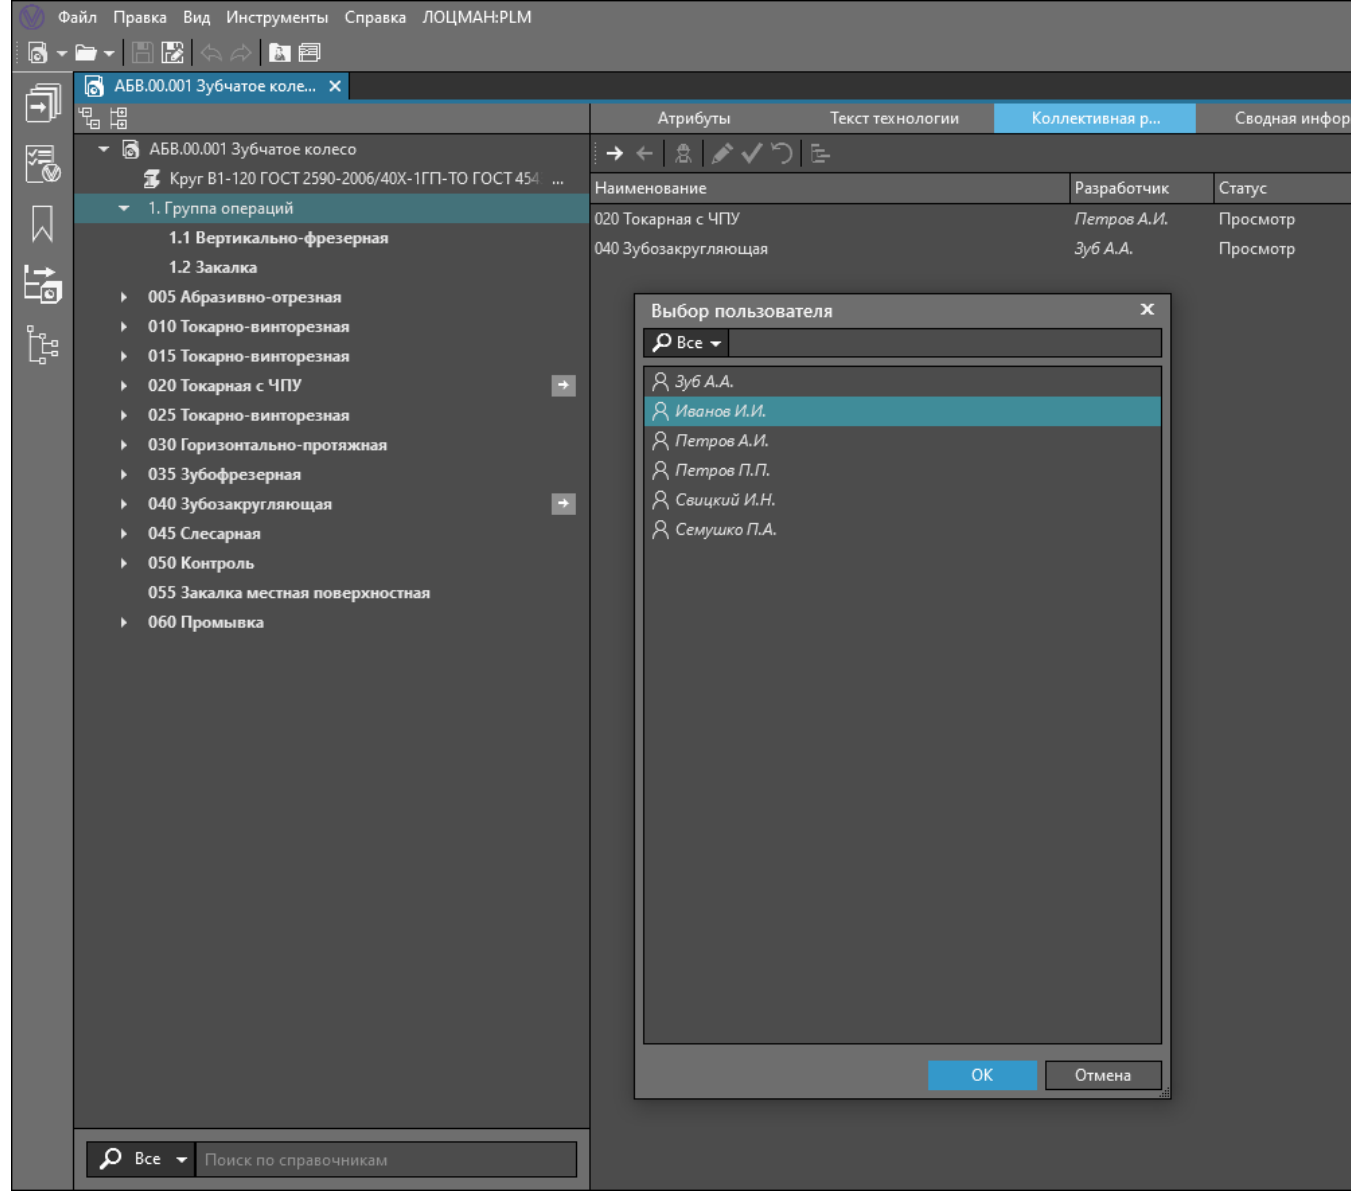 Файл Правка Вид Инструменты Справка ЛОЦМАН:PLM
АБВ.00.001 Зубчатое коле...
Атрибуты Текст технологии Коллективная р... Сводная инфор
АБВ.00.001 Зубчатое колесо
Круг В1-120 ГОСТ 2590-2006/40Х-1ГП-ТО ГОСТ 454 ...
1. Группа операций
1.1 Вертикально-фрезерная
1.2 Закалка
005 Абразивно-отрезная
010 Токарно-винторезная
015 Токарно-винторезная
020 Токарная с ЧПУ
025 Токарно-винторезная
030 Горизонтально-протяжная
035 Зубофрезерная
040 Зубозакругляющая
045 Слесарная
050 Контроль
055 Закалка местная поверхностная
060 Промывка
Наименование Разработчик Статус
020 Токарная с ЧПУ Петров А.И. Просмотр
040 Зубозакругляющая Зуб А.А. Просмотр
Выбор пользователя
Все
Зуб А.А.
Иванов И.И.
Петров А.И.
Петров П.П.
Свицкий И.Н.
Семушко П.А.
ОК Отмена
Все Поиск по справочникам